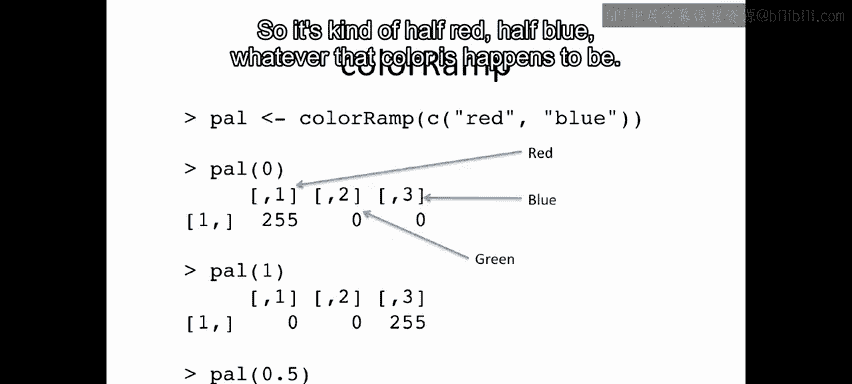 So it's kind of half red, half blue,
whatever that color is happens to be.
colorRamp
> pal <- colorRamp(c("red", "blue"))
Red
> pal(0)
[,1] [,2] [,3]
Blue
[1,] 255 0 0
Green
> pal(1)
[,1] [,2] [,3]
[1,] 0 0 255
> pal(0.5)